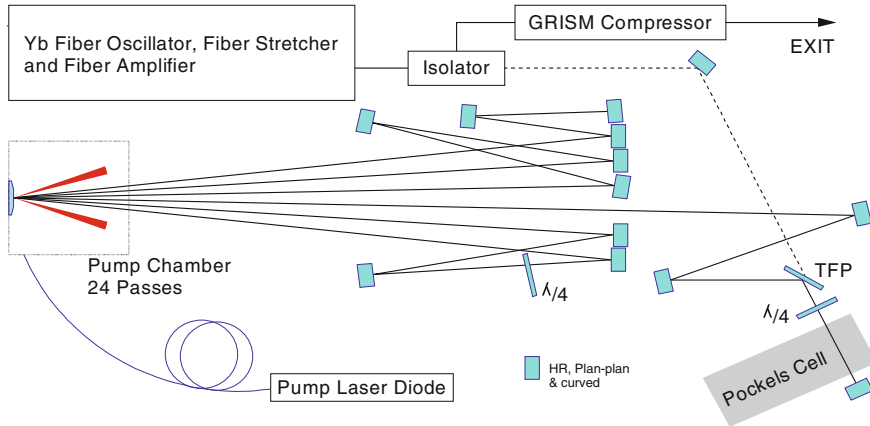 Yb Fiber Oscillator, Fiber Stretcher
and Fiber Amplifier
Isolator
GRISM Compressor
EXIT
Pump Chamber
24 Passes
λ/4
TFP
λ/4
Pockels Cell
HR, Plan-plan
& curved
Pump Laser Diode